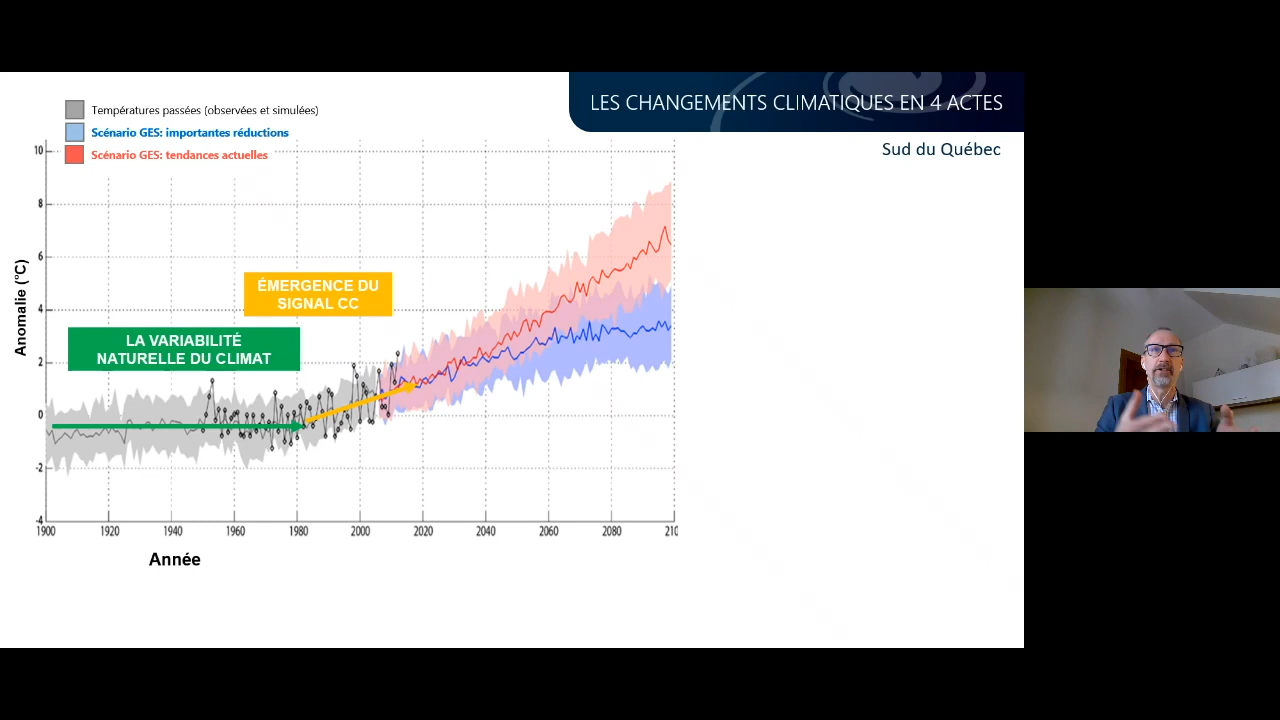 LES CHANGEMENTS CLIMATIQUES EN 4 ACTES
Sud du Québec
Températures passées (observées et simulées)
Scénario GES: importantes réductions
Scénario GES: tendances actuelles
10
8
6
4
2
0
-2
-4
Anomalie (°C)
ÉMERGENCE DU
SIGNAL CC
LA VARIABILITÉ
NATURELLE DU CLIMAT
1900 1920 1940 1960 1980 2000 2020 2040 2060 2080 210
Année